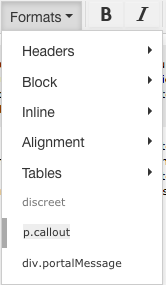 Formats B I
Headers
Block
Inline
Alignment
Tables
discreet
p.callout
div.portalMessage